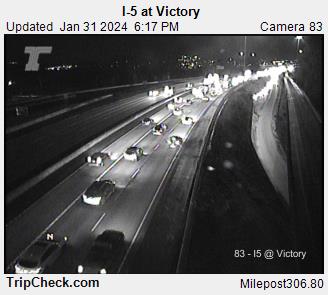 I-5 at Victory
Updated Jan 31 2024 6:17 PM Camera 83
T
N
83 - I5 @ Victory
TripCheck.com Milepost306.80